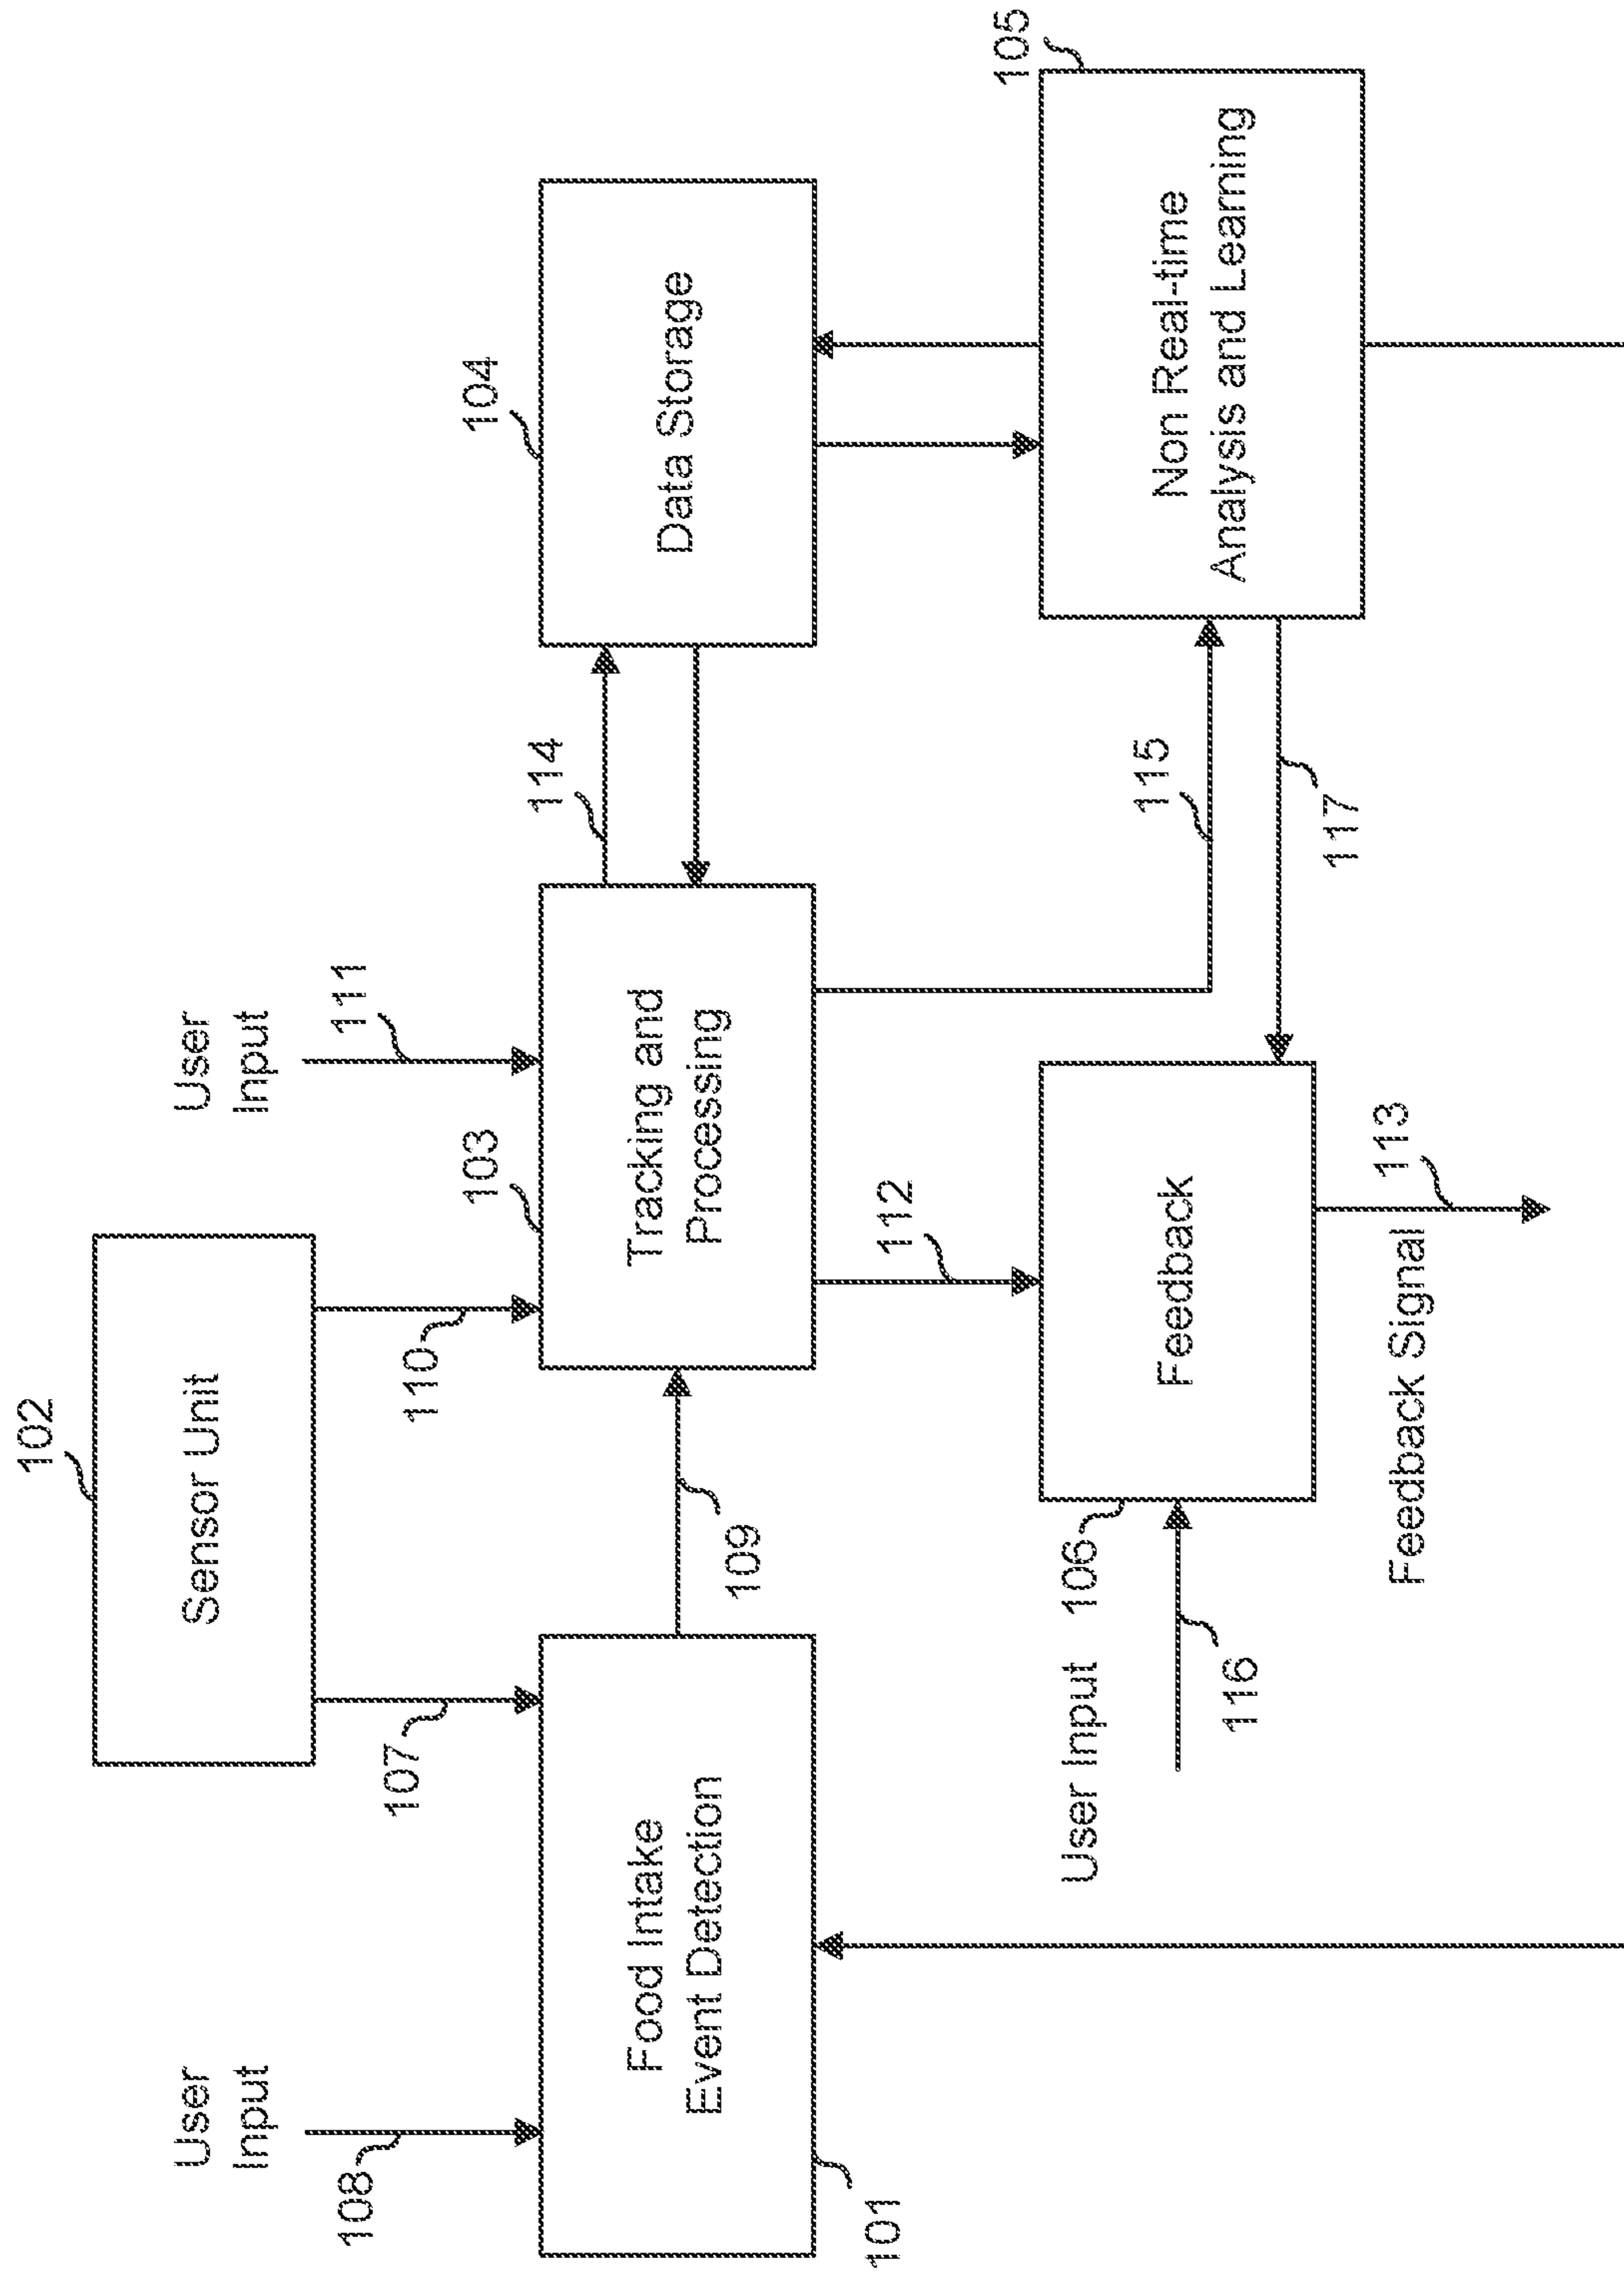 102
Sensor Unit
User
Input
108
107
110
User
Input
111
103
104
114
Food Intake
Event Detection
Tracking and
Processing
Data Storage
109
101
112
105
User Input
106
116
Feedback
115
Non Real-time
Analysis and Learning
117
Feedback Signal
113